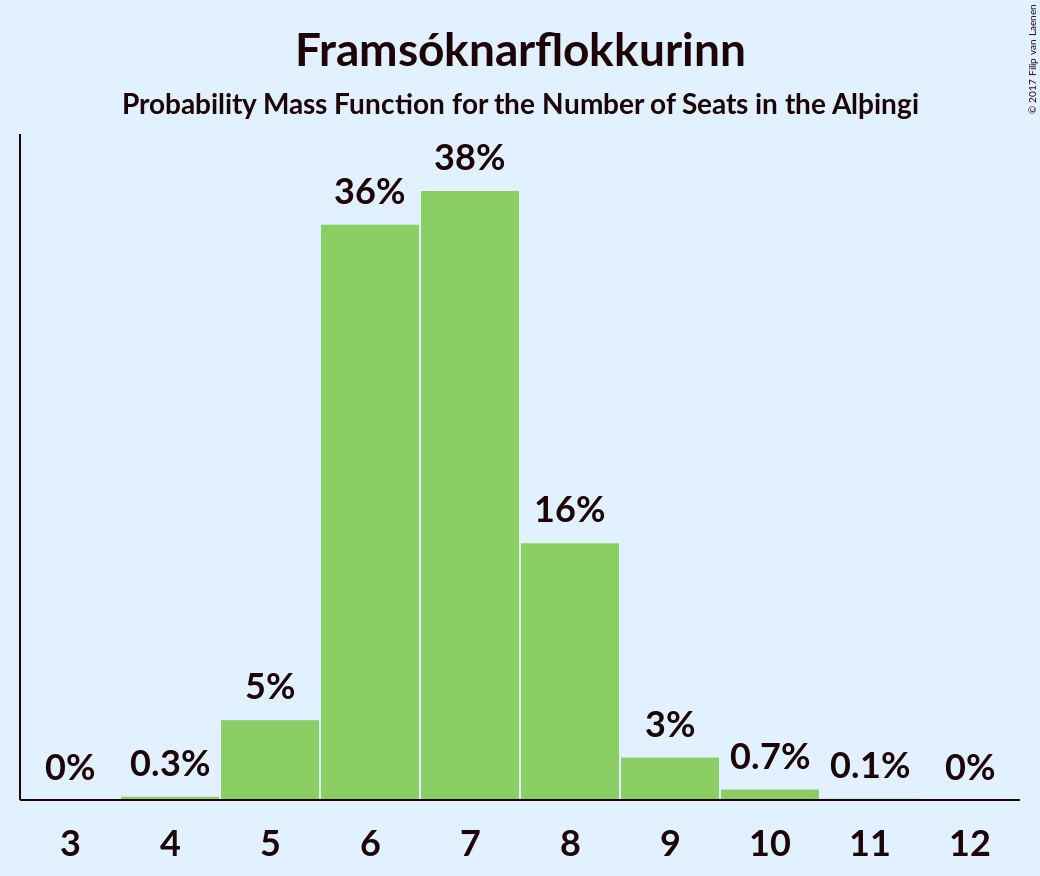 Framsóknarflokkurinn
Probability Mass Function for the Number of Seats in the Alþingi
© 2017 Filip van Laenen
38%
36%
16%
5%
3%
0%
0.3%
0.7%
0.1%
0%
3 4 5 6 7 8 9 10 11 12